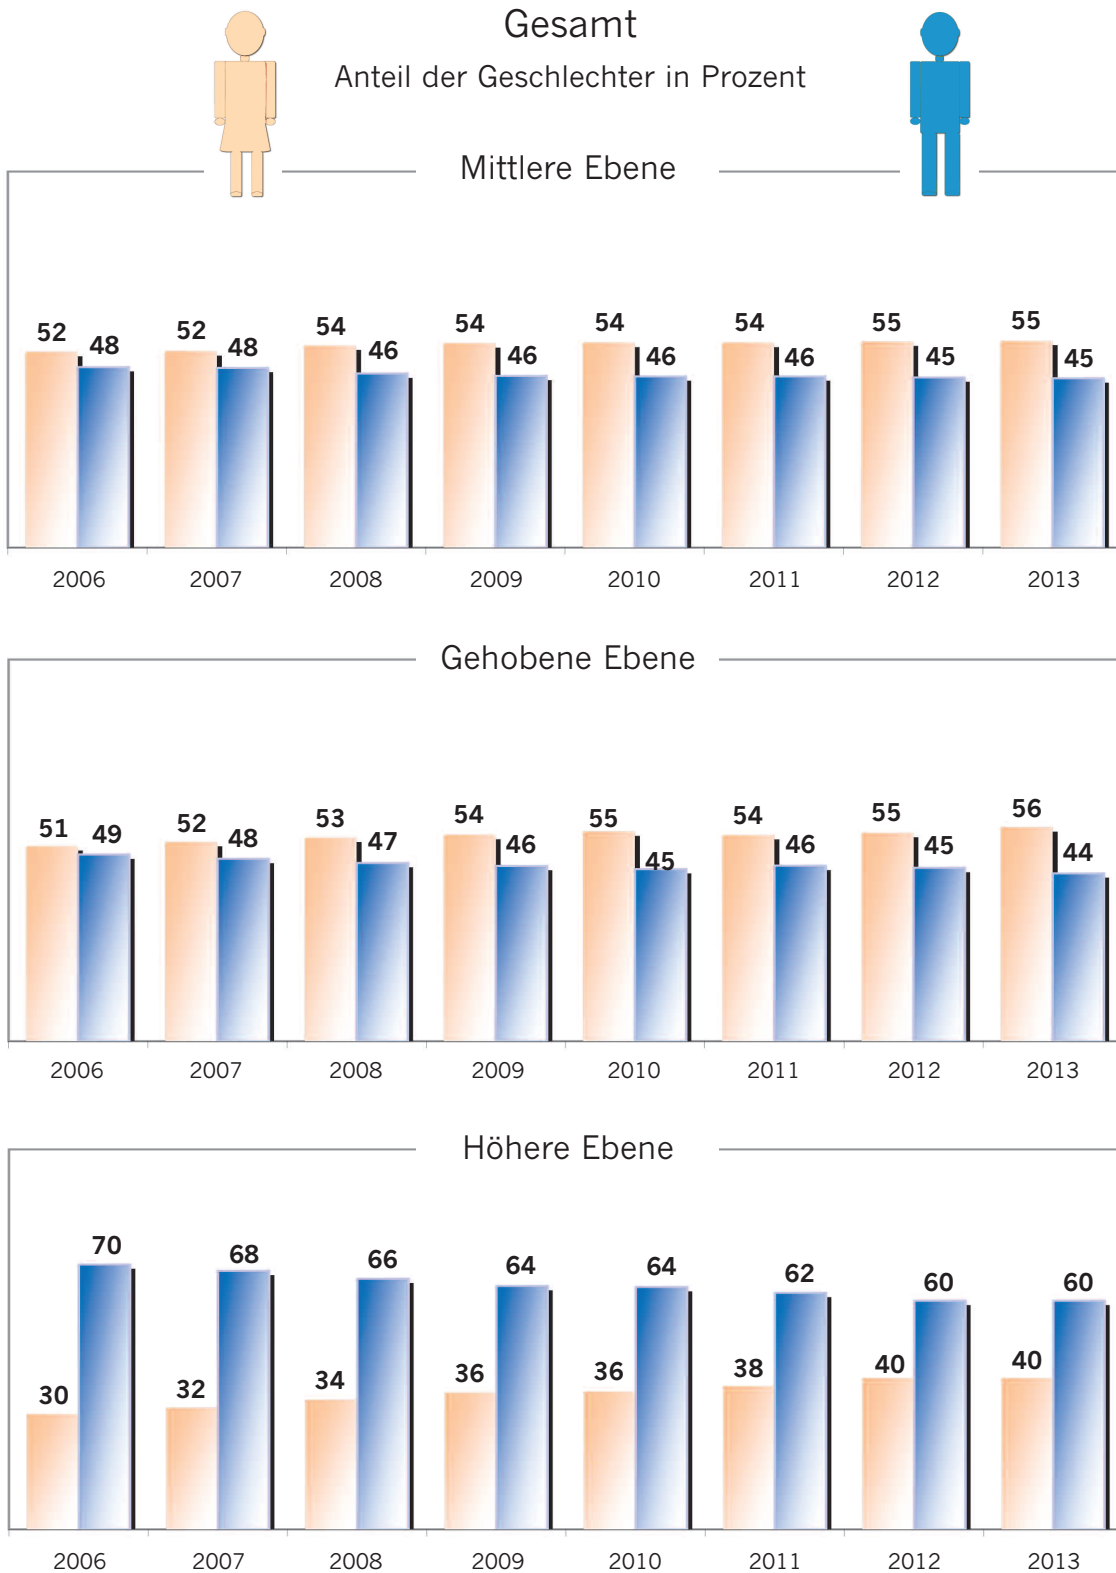 Gesamt
Anteil der Geschlechter in Prozent
Mittlere Ebene
52 48 52 48 54 46 54 46 54 46 54 46 55 45 55 45
2006 2007 2008 2009 2010 2011 2012 2013
Gehobene Ebene
51 49 52 48 53 47 54 46 55 45 54 46 55 45 56 44
2006 2007 2008 2009 2010 2011 2012 2013
Höhere Ebene
30 70 32 68 34 66 36 64 36 64 38 62 40 60 40 60
2006 2007 2008 2009 2010 2011 2012 2013